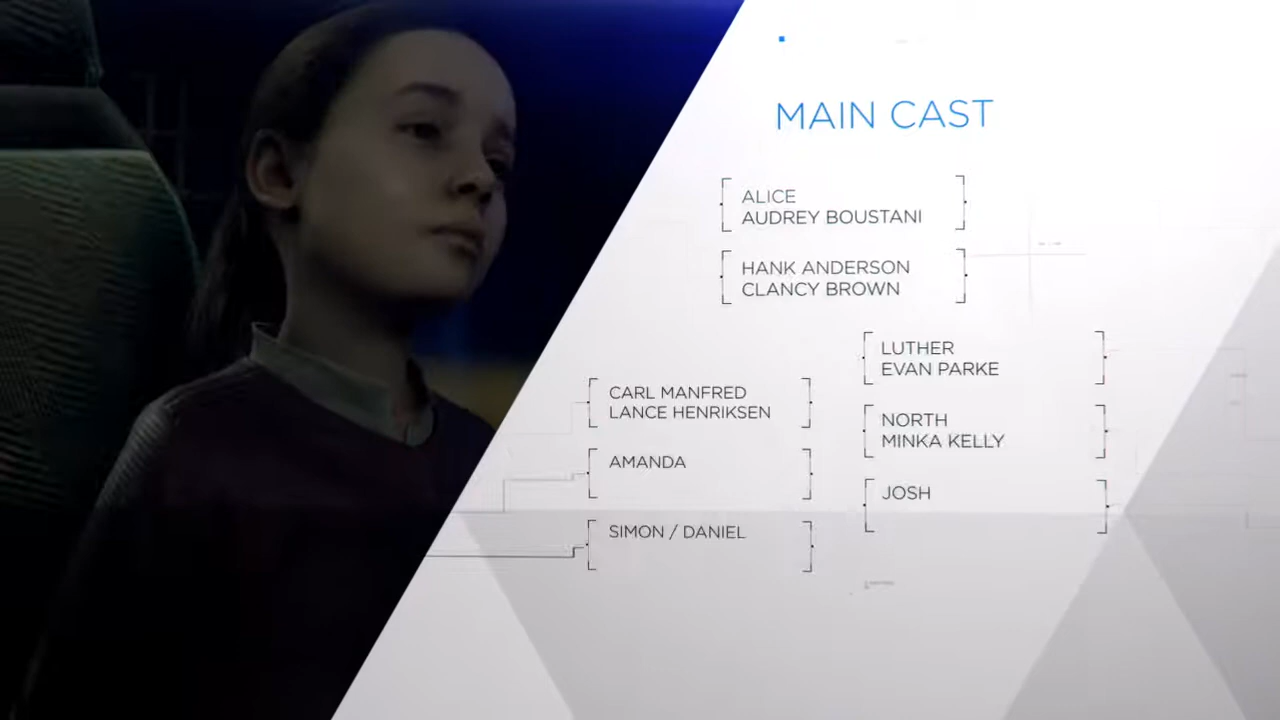 MAIN CAST
ALICE
AUDREY BOUSTANI
HANK ANDERSON
CLANCY BROWN
LUTHER
EVAN PARKE
NORTH
MINKA KELLY
JOSH
CARL MANFRED
LANCE HENRIKSEN
AMANDA
SIMON / DANIEL